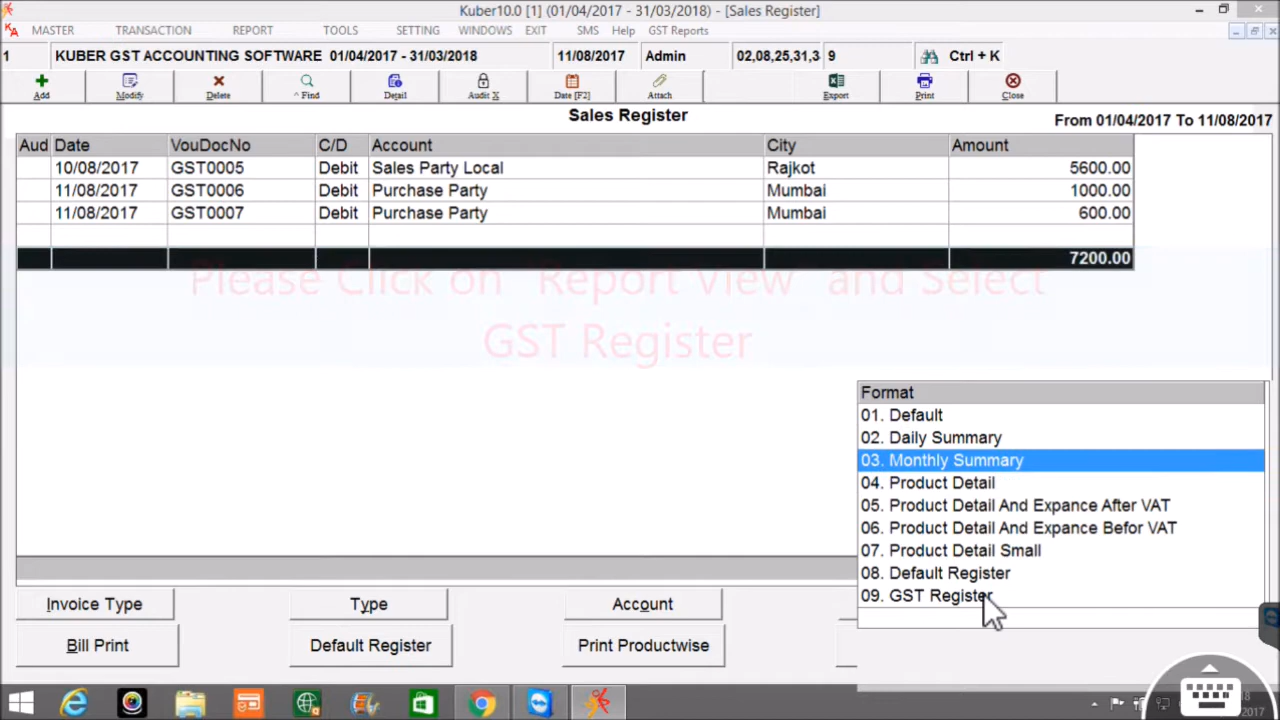 Kuber10.0 [1] (01/04/2017 - 31/03/2018) - [Sales Register]
MASTER TRANSACTION REPORT TOOLS SETTING WINDOWS EXIT SMS Help GST Reports
1 KUBER GST ACCOUNTING SOFTWARE 01/04/2017 - 31/03/2018 11/08/2017 Admin 02,08,25,31,3 9 Ctrl + K
Add Modify Delete ^ Find Detail Audit X Date [F2] Attach Export Print Close
Sales Register
From 01/04/2017 To 11/08/2017
Aud Date VouDocNo C/D Account City Amount
10/08/2017 GST0005 Debit Sales Party Local Rajkot 5600.00
11/08/2017 GST0006 Debit Purchase Party Mumbai 1000.00
11/08/2017 GST0007 Debit Purchase Party Mumbai 600.00
7200.00
Please Click on "Report View" and Select
GST Register
Format
01. Default
02. Daily Summary
03. Monthly Summary
04. Product Detail
05. Product Detail And Expance After VAT
06. Product Detail And Expance Befor VAT
07. Product Detail Small
08. Default Register
09. GST Register
Invoice Type Type Account
Bill Print Default Register Print Productwise